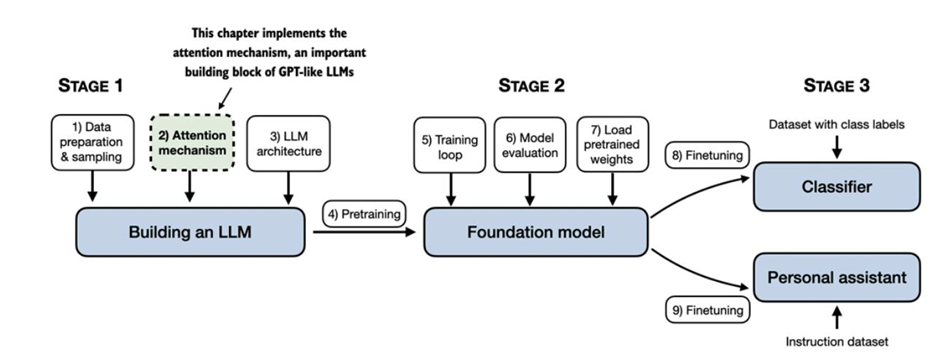 This chapter implements the
attention mechanism, an important
building block of GPT-like LLMs
STAGE 1
STAGE 2
STAGE 3
1) Data
preparation
& sampling
2) Attention
mechanism
3) LLM
architecture
5) Training
loop
6) Model
evaluation
7) Load
pretrained
weights
Dataset with class labels
8) Finetuning
Classifier
Building an LLM
4) Pretraining
Foundation model
Personal assistant
9) Finetuning
Instruction dataset